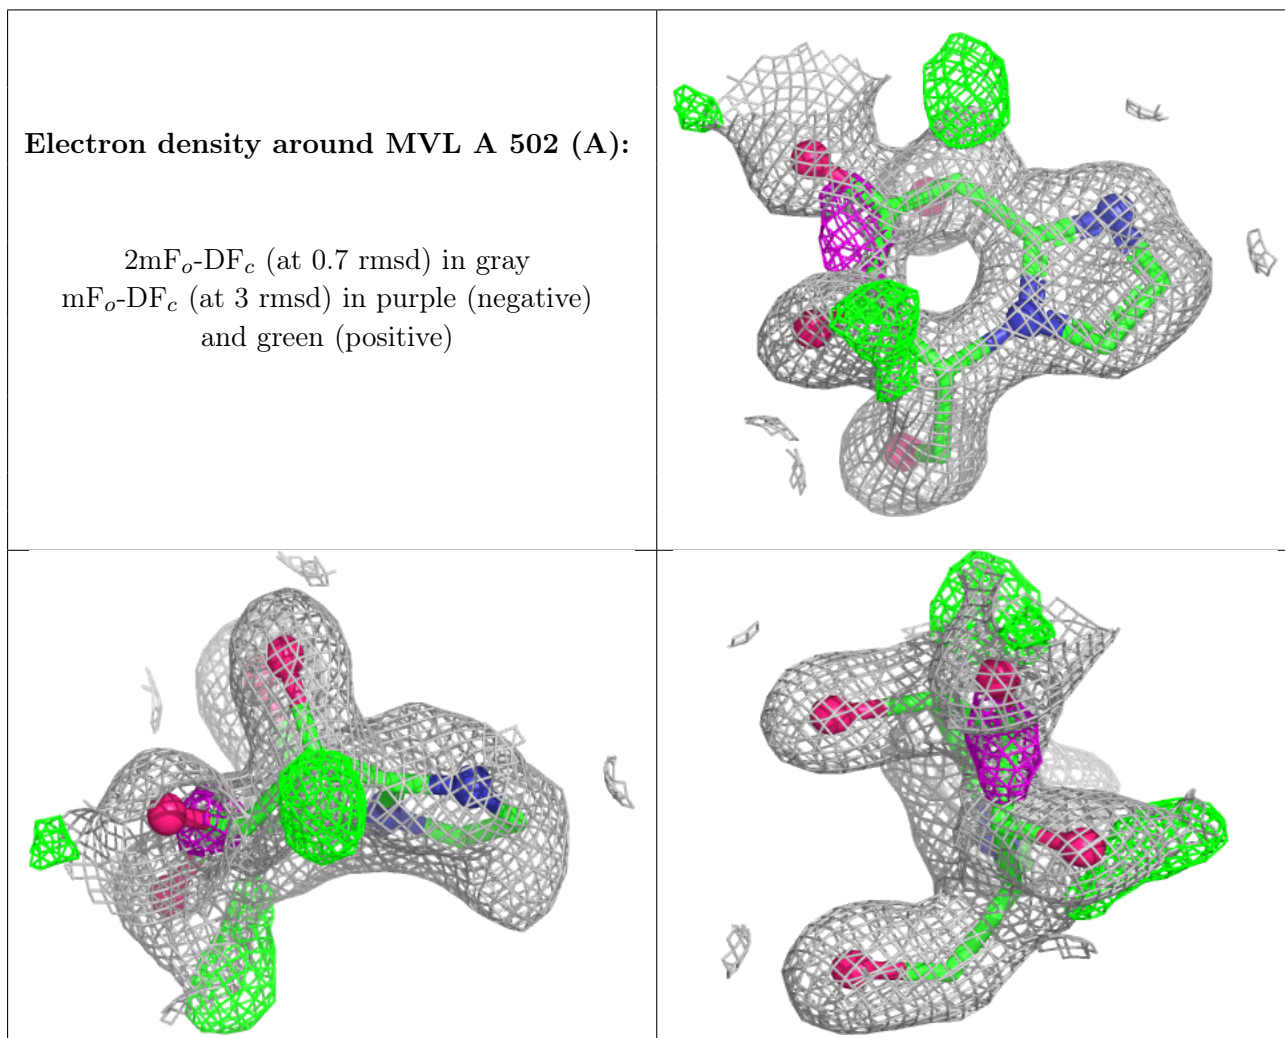 Electron density around MVL A 502 (A):
2mFo-DFc (at 0.7 rmsd) in gray
mFo-DFc (at 3 rmsd) in purple (negative)
and green (positive)